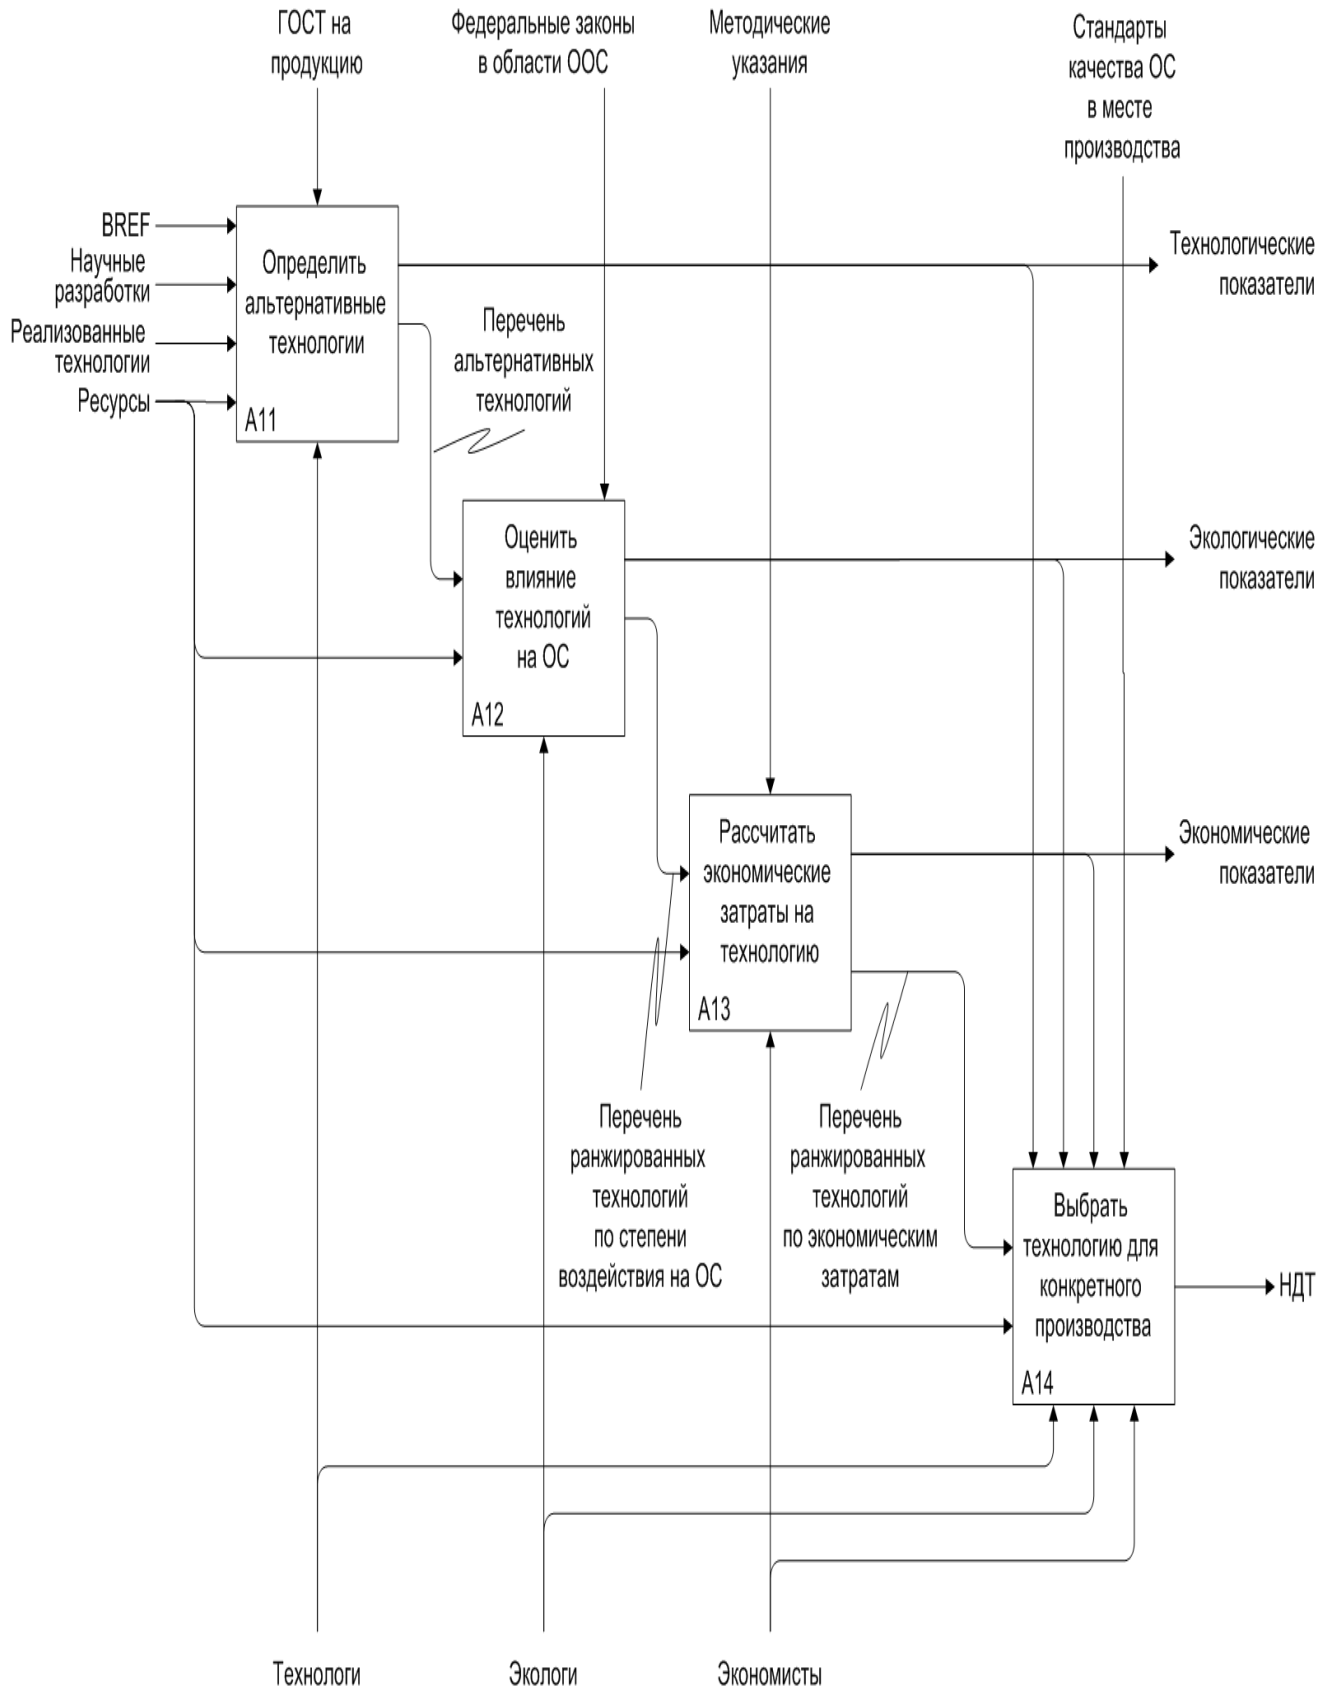 ГОСТ на
продукцию
Федеральные законы
в области ООС
Методические
указания
Стандарты
качества ОС
в месте
производства
BREF
Научные
разработки
Реализованные
технологии
Ресурсы
Определить
альтернативные
технологии
A11
Технологические
показатели
Перечень
альтернативных
технологий
Оценить
влияние
технологий
на ОС
A12
Экологические
показатели
Рассчитать
экономические
затраты на
технологию
A13
Экономические
показатели
Перечень
ранжированных
технологий
по степени
воздействия на ОС
Перечень
ранжированных
технологий
по экономическим
затратам
Выбрать
технологию для
конкретного
производства
A14
НДТ
Технологи
Экологи
Экономисты